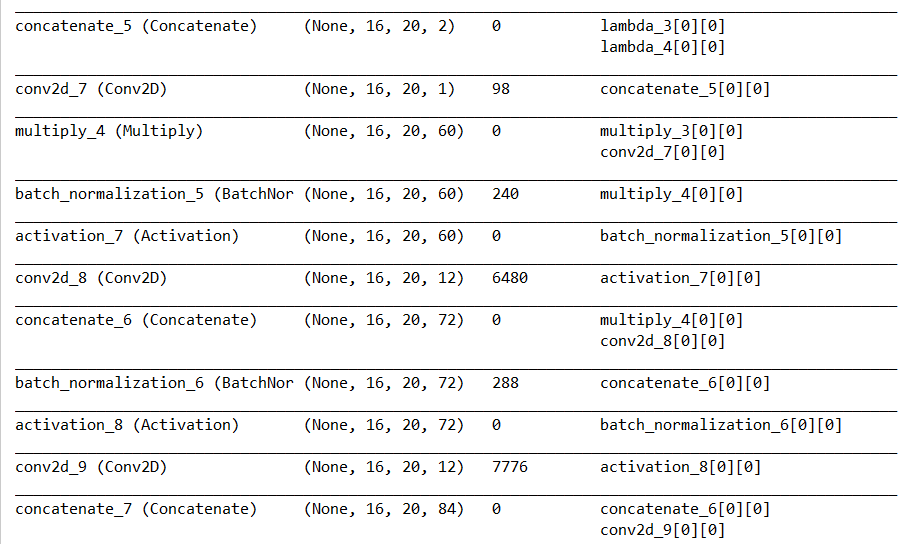 concatenate_5 (Concatenate) (None, 16, 20, 2) 0 lambda_3[0][0]
lambda_4[0][0]
conv2d_7 (Conv2D) (None, 16, 20, 1) 98 concatenate_5[0][0]
multiply_4 (Multiply) (None, 16, 20, 60) 0 multiply_3[0][0]
conv2d_7[0][0]
batch_normalization_5 (BatchNor (None, 16, 20, 60) 240 multiply_4[0][0]
activation_7 (Activation) (None, 16, 20, 60) 0 batch_normalization_5[0][0]
conv2d_8 (Conv2D) (None, 16, 20, 12) 6480 activation_7[0][0]
concatenate_6 (Concatenate) (None, 16, 20, 72) 0 multiply_4[0][0]
conv2d_8[0][0]
batch_normalization_6 (BatchNor (None, 16, 20, 72) 288 concatenate_6[0][0]
activation_8 (Activation) (None, 16, 20, 72) 0 batch_normalization_6[0][0]
conv2d_9 (Conv2D) (None, 16, 20, 12) 7776 activation_8[0][0]
concatenate_7 (Concatenate) (None, 16, 20, 84) 0 concatenate_6[0][0]
conv2d_9[0][0]